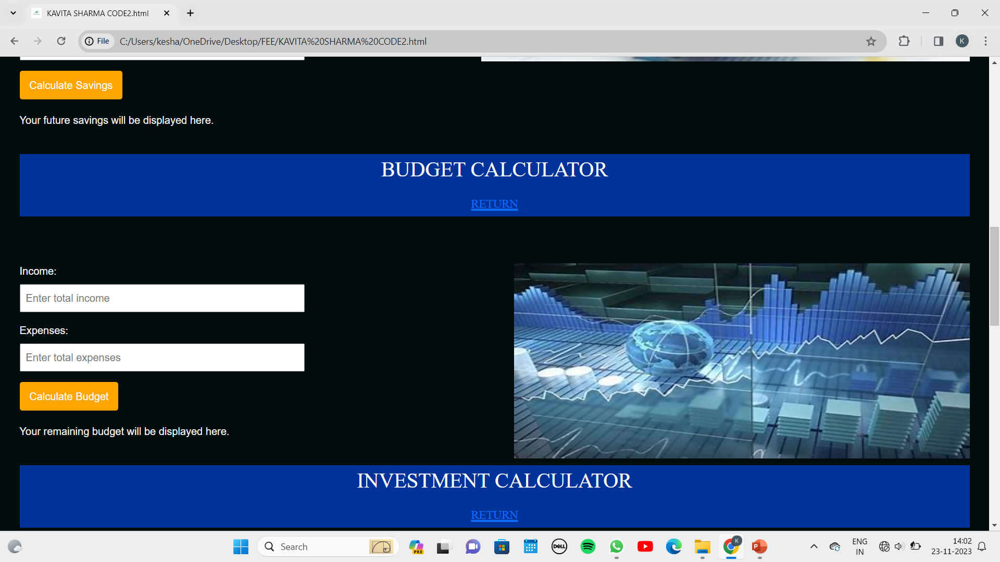 KAVITA SHARMA CODE2.html
File C:/Users/kesha/OneDrive/Desktop/FEE/KAVITA%20SHARMA%20CODE2.html
K
Calculate Savings
Your future savings will be displayed here.
BUDGET CALCULATOR
RETURN
Income:
Enter total income
Expenses:
Enter total expenses
Calculate Budget
Your remaining budget will be displayed here.
INVESTMENT CALCULATOR
RETURN
Search
PRE
DELL
K
P
ENG
IN
14:02
23-11-2023